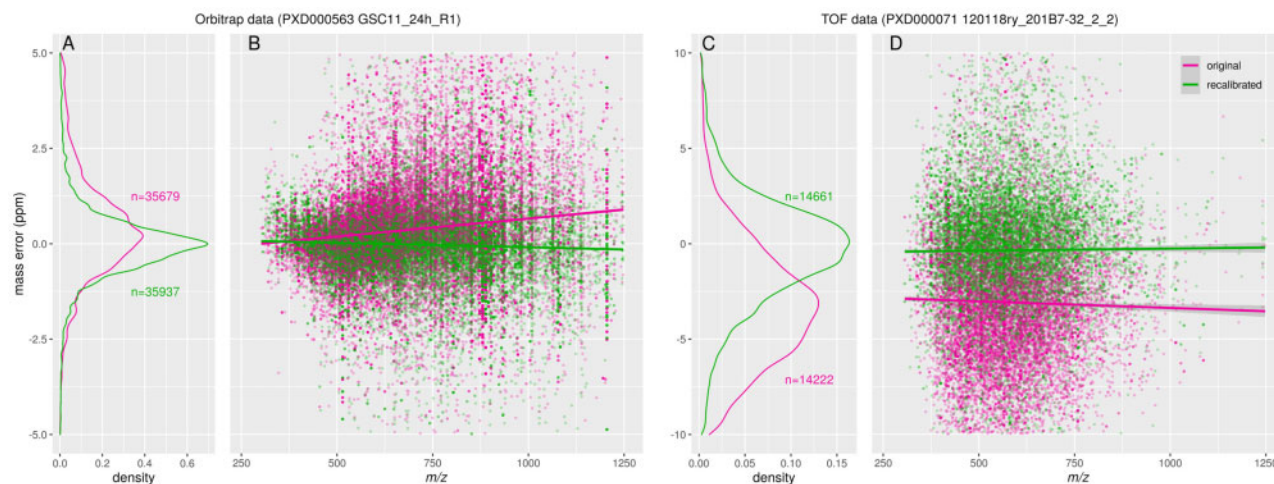 Orbitrap data (PXD000563 GSC11_24h_R1)
TOF data (PXD000071 120118ry_201B7-32_2_2)
A
B
C
D
mass error (ppm)
5.0
2.5
0.0
-2.5
-5.0
n=35679
n=35937
0.0 0.2 0.4 0.6
density
250 500 750 1000 1250
m/z
10
5
0
-5
-10
n=14661
n=14222
0.00 0.05 0.10 0.15
density
original
recalibrated
250 500 750 1000 1250
m/z